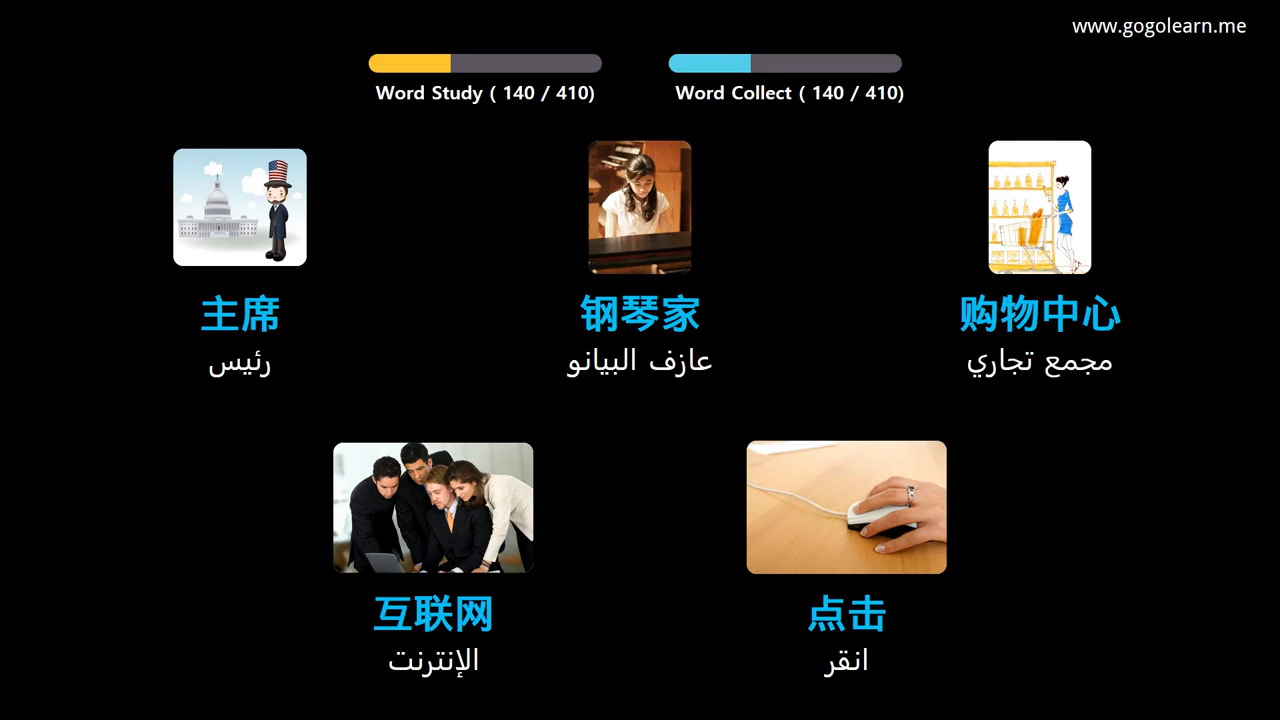 www.gogolearn.me
Word Study ( 140 / 410)
Word Collect ( 140 / 410)
主席
رئيس
钢琴家
عازف البيانو
购物中心
مجمع تجاري
互联网
الإنترنت
点击
انقر